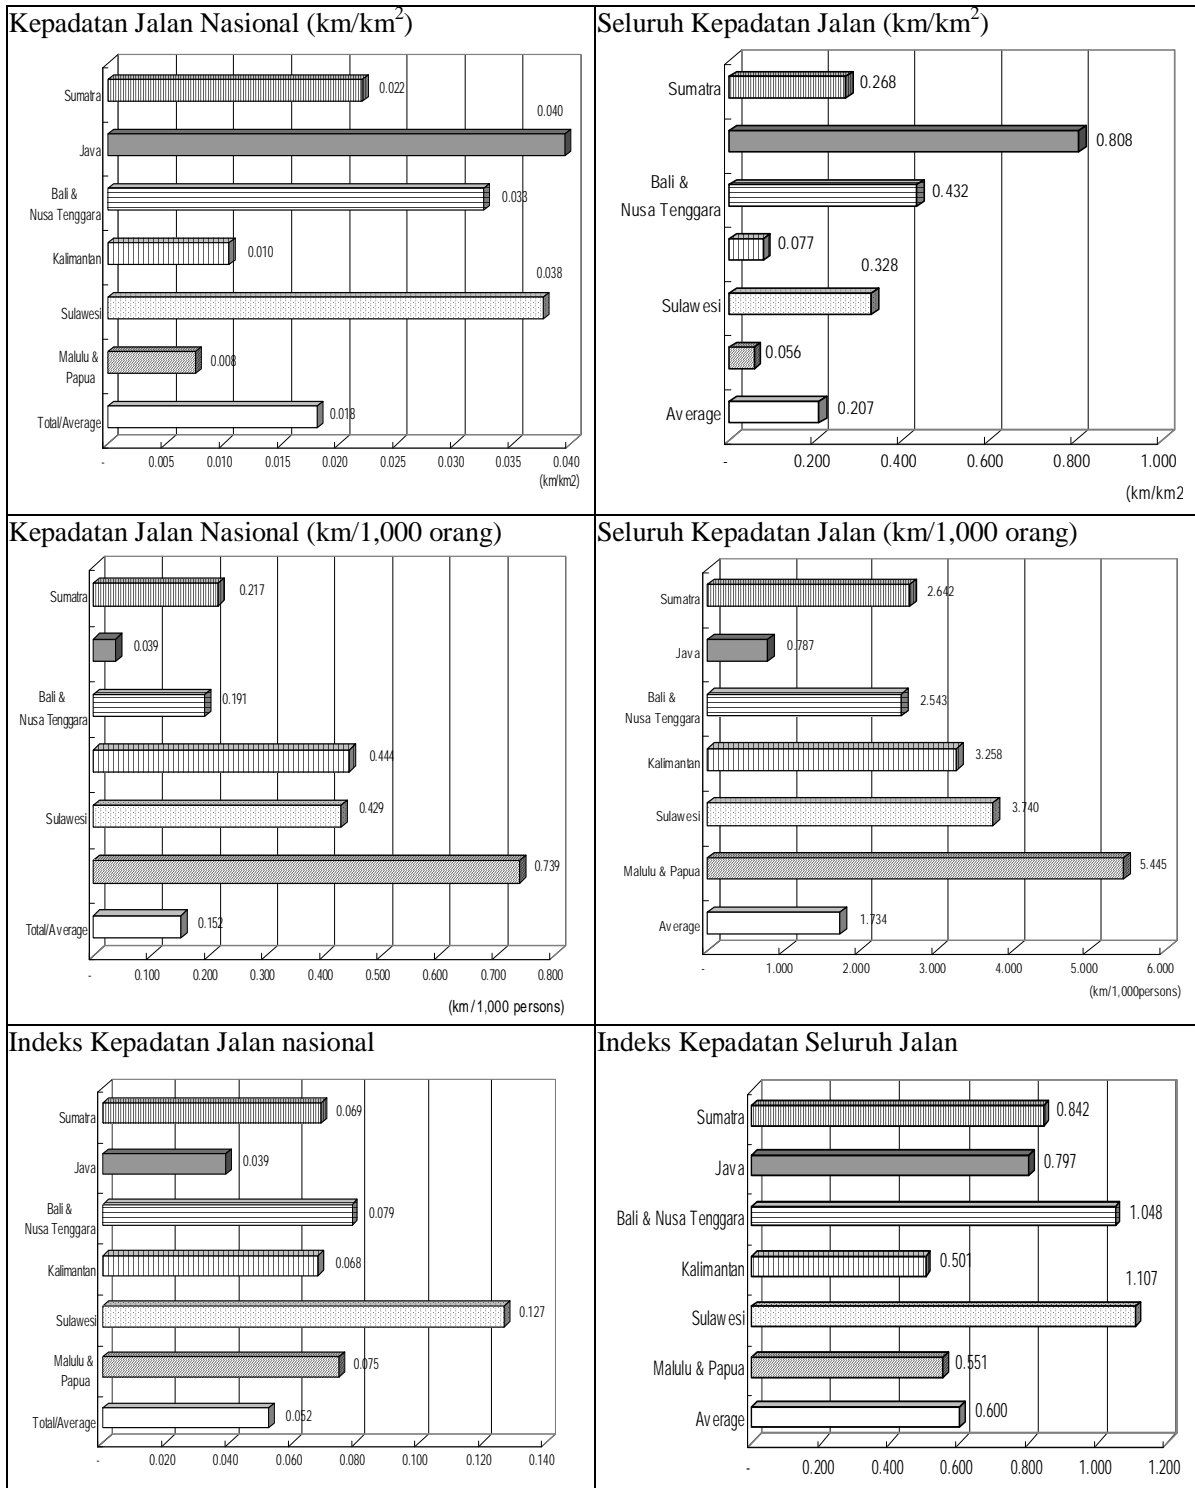 Kepadatan Jalan Nasional (km/km²)
Sumatra
0.022
0.040
Java
Bali &
Nusa Tenggara
0.033
Kalimantan
0.010
0.038
Sulawesi
Malulu &
Papua
0.008
Total/Average
0.018
- 0.005 0.010 0.015 0.020 0.025 0.030 0.035 0.040
(km/km2)
Seluruh Kepadatan Jalan (km/km²)
Sumatra
0.268
0.808
Bali &
Nusa Tenggara
0.432
0.077
0.328
Sulawesi
0.056
Average
0.207
- 0.200 0.400 0.600 0.800 1.000
(km/km2
Kepadatan Jalan Nasional (km/1,000 orang)
Sumatra
0.217
0.039
Bali &
Nusa Tenggara
0.191
0.444
Sulawesi
0.429
0.739
Total/Average
0.152
- 0.100 0.200 0.300 0.400 0.500 0.600 0.700 0.800
(km/1,000 persons)
Seluruh Kepadatan Jalan (km/1,000 orang)
Sumatra
2.642
Java
0.787
Bali &
Nusa Tenggara
2.543
Kalimantan
3.258
Sulawesi
3.740
Malulu & Papua
5.445
Average
1.734
- 1.000 2.000 3.000 4.000 5.000 6.000
(km/1,000persons)
Indeks Kepadatan Jalan nasional
Sumatra
0.069
Java
0.039
Bali &
Nusa Tenggara
0.079
Kalimantan
0.068
Sulawesi
0.127
Malulu &
Papua
0.075
Total/Average
0.052
- 0.020 0.040 0.060 0.080 0.100 0.120 0.140
Indeks Kepadatan Seluruh Jalan
Sumatra
0.842
Java
0.797
Bali & Nusa Tenggara
1.048
Kalimantan
0.501
1.107
Sulawesi
Malulu & Papua
0.551
Average
0.600
- 0.200 0.400 0.600 0.800 1.000 1.200